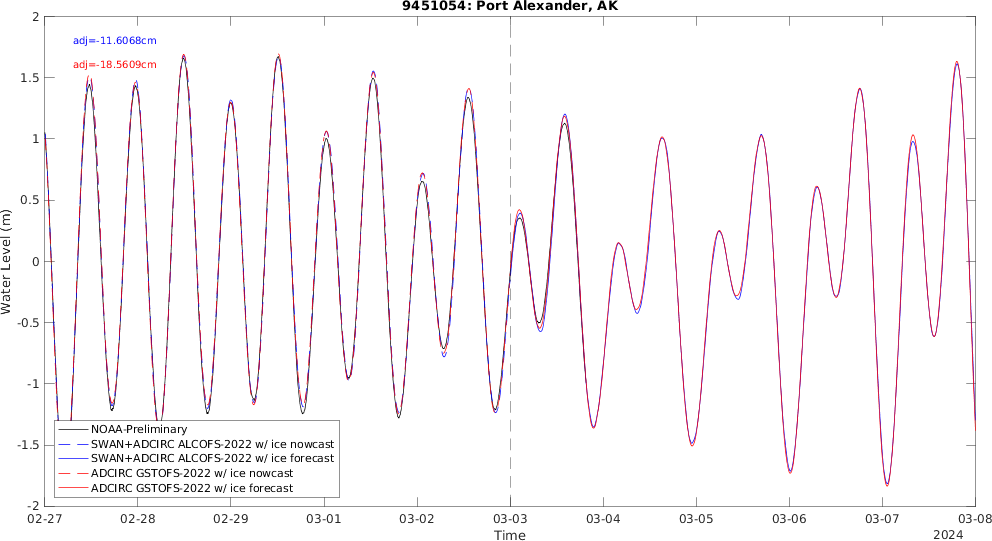 9451054: Port Alexander, AK
adj=-11.6068cm
adj=-18.5609cm
2
1.5
1
0.5
0
-0.5
-1
-1.5
-2
Water Level (m)
NOAA-Preliminary
SWAN+ADCIRC ALCOFS-2022 w/ ice nowcast
SWAN+ADCIRC ALCOFS-2022 w/ ice forecast
ADCIRC GSTOFS-2022 w/ ice nowcast
ADCIRC GSTOFS-2022 w/ ice forecast
02-27 02-28 02-29 03-01 03-02 03-03 03-04 03-05 03-06 03-07 03-08
Time
2024